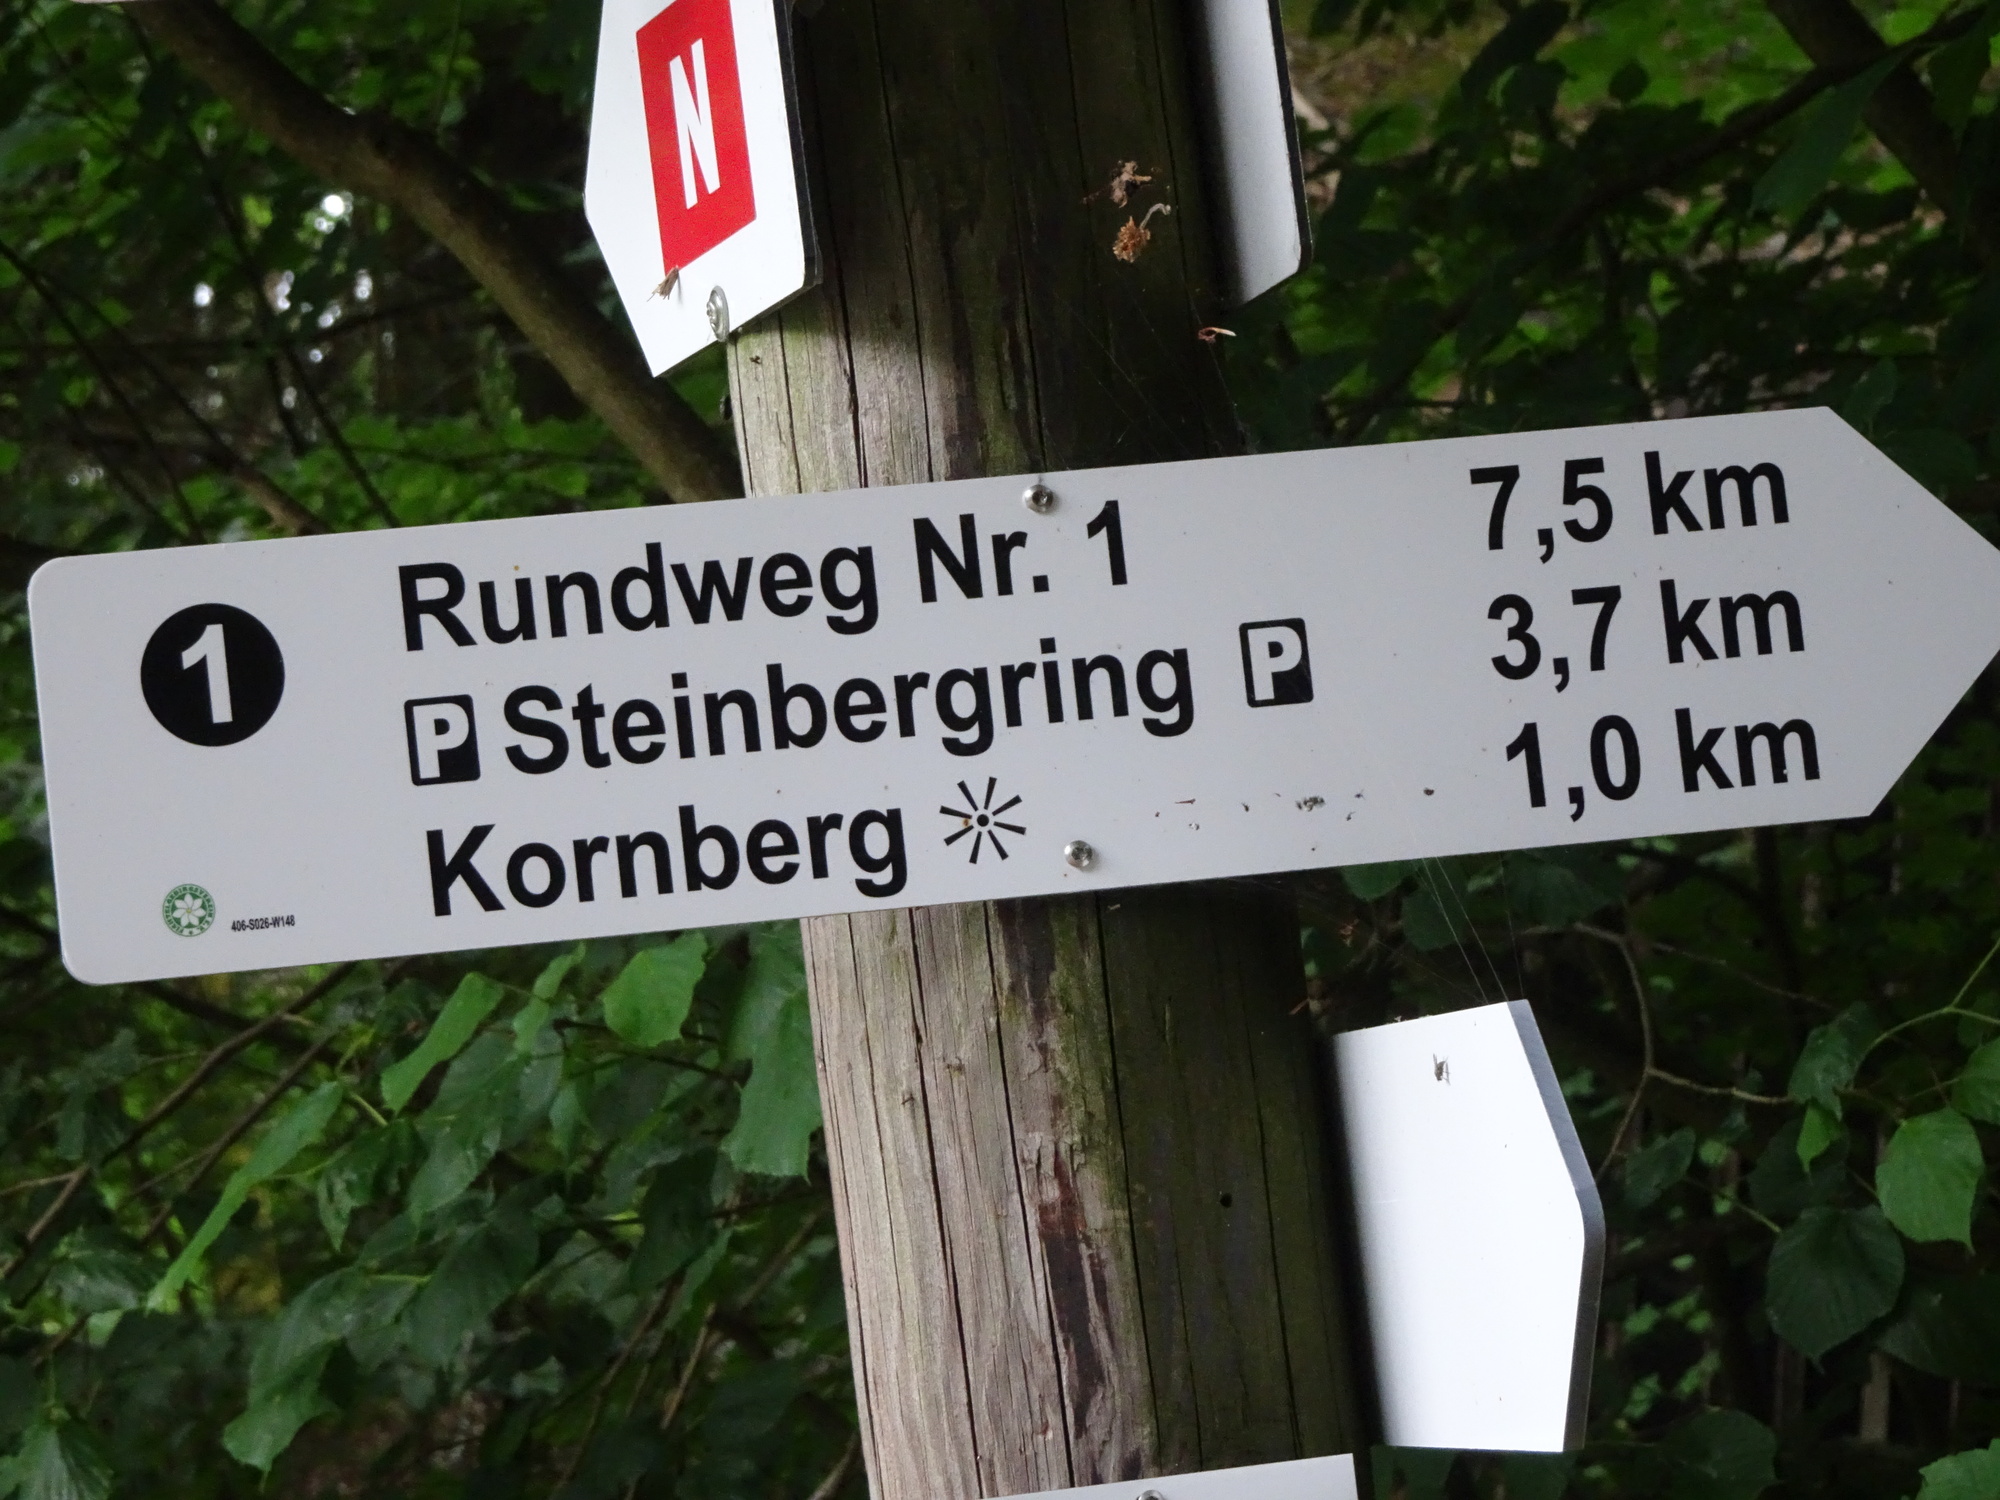 N
1
Rundweg Nr. 1 7,5 km
P Steinbergring P 3,7 km
Kornberg 1,0 km
406-S026-W148